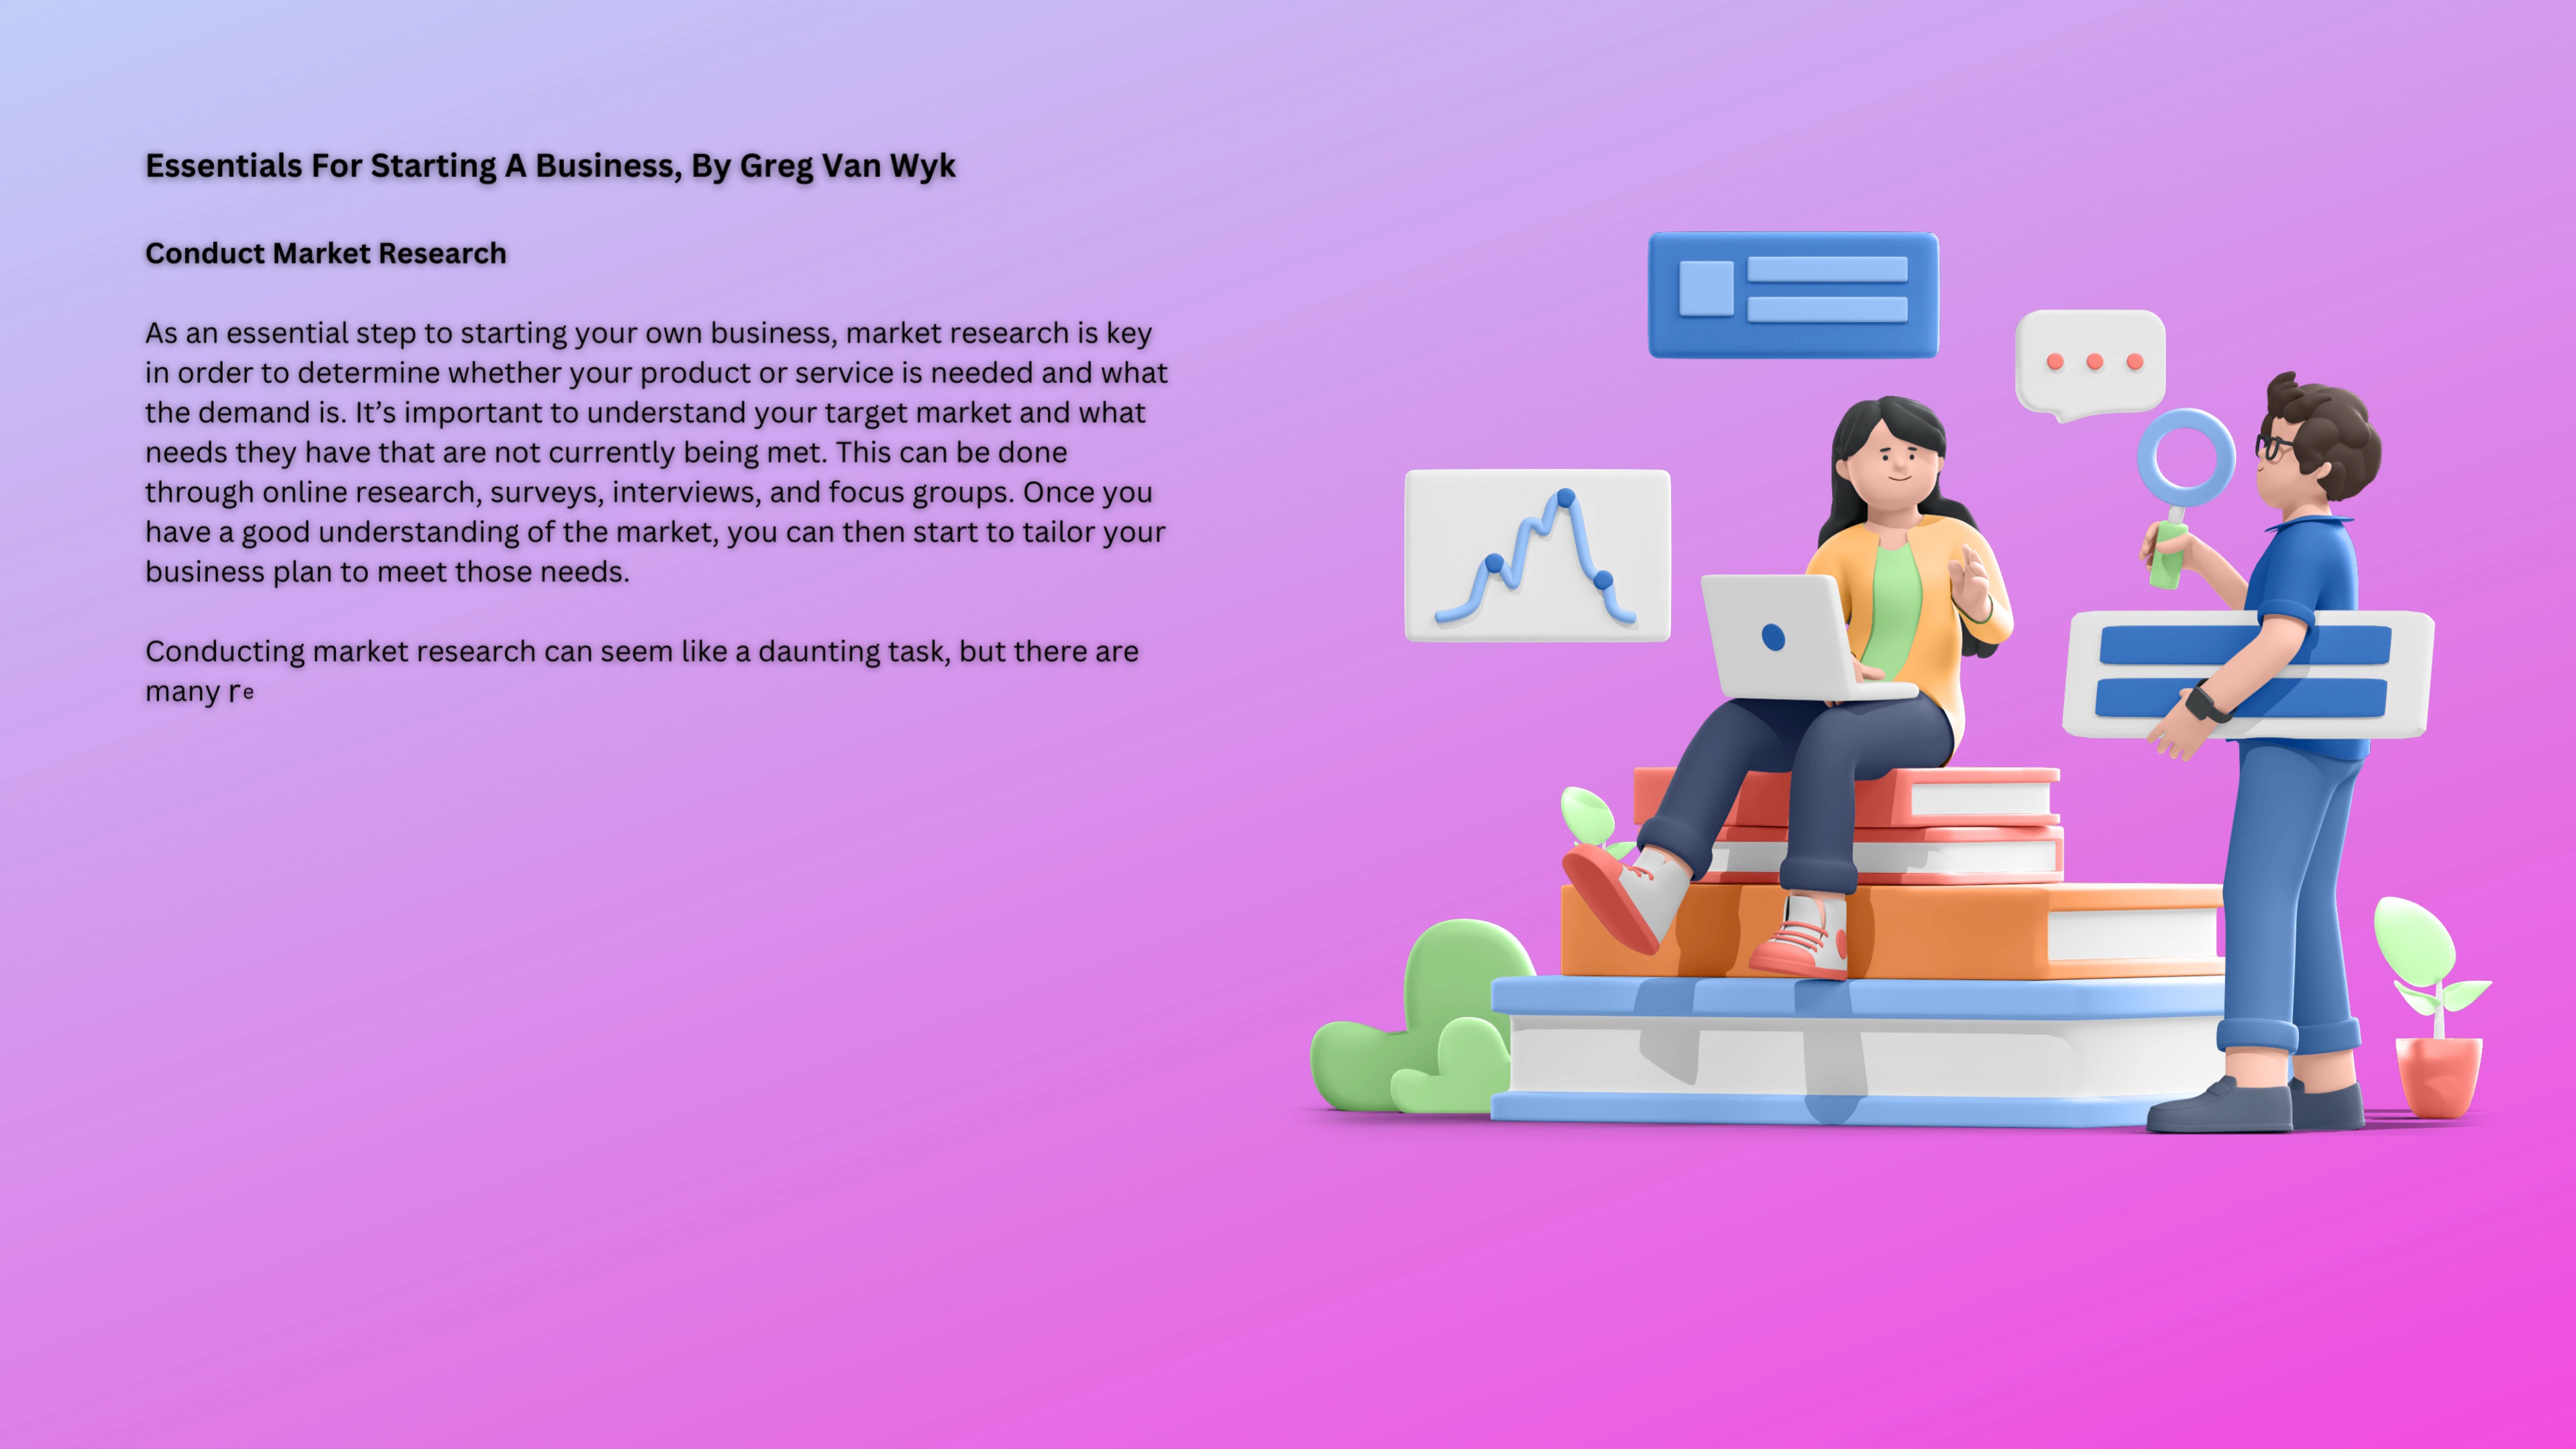 Essentials For Starting A Business, By Greg Van Wyk
Conduct Market Research
As an essential step to starting your own business, market research is key
in order to determine whether your product or service is needed and what
the demand is. It’s important to understand your target market and what
needs they have that are not currently being met. This can be done
through online research, surveys, interviews, and focus groups. Once you
have a good understanding of the market, you can then start to tailor your
business plan to meet those needs.
Conducting market research can seem like a daunting task, but there are
many re